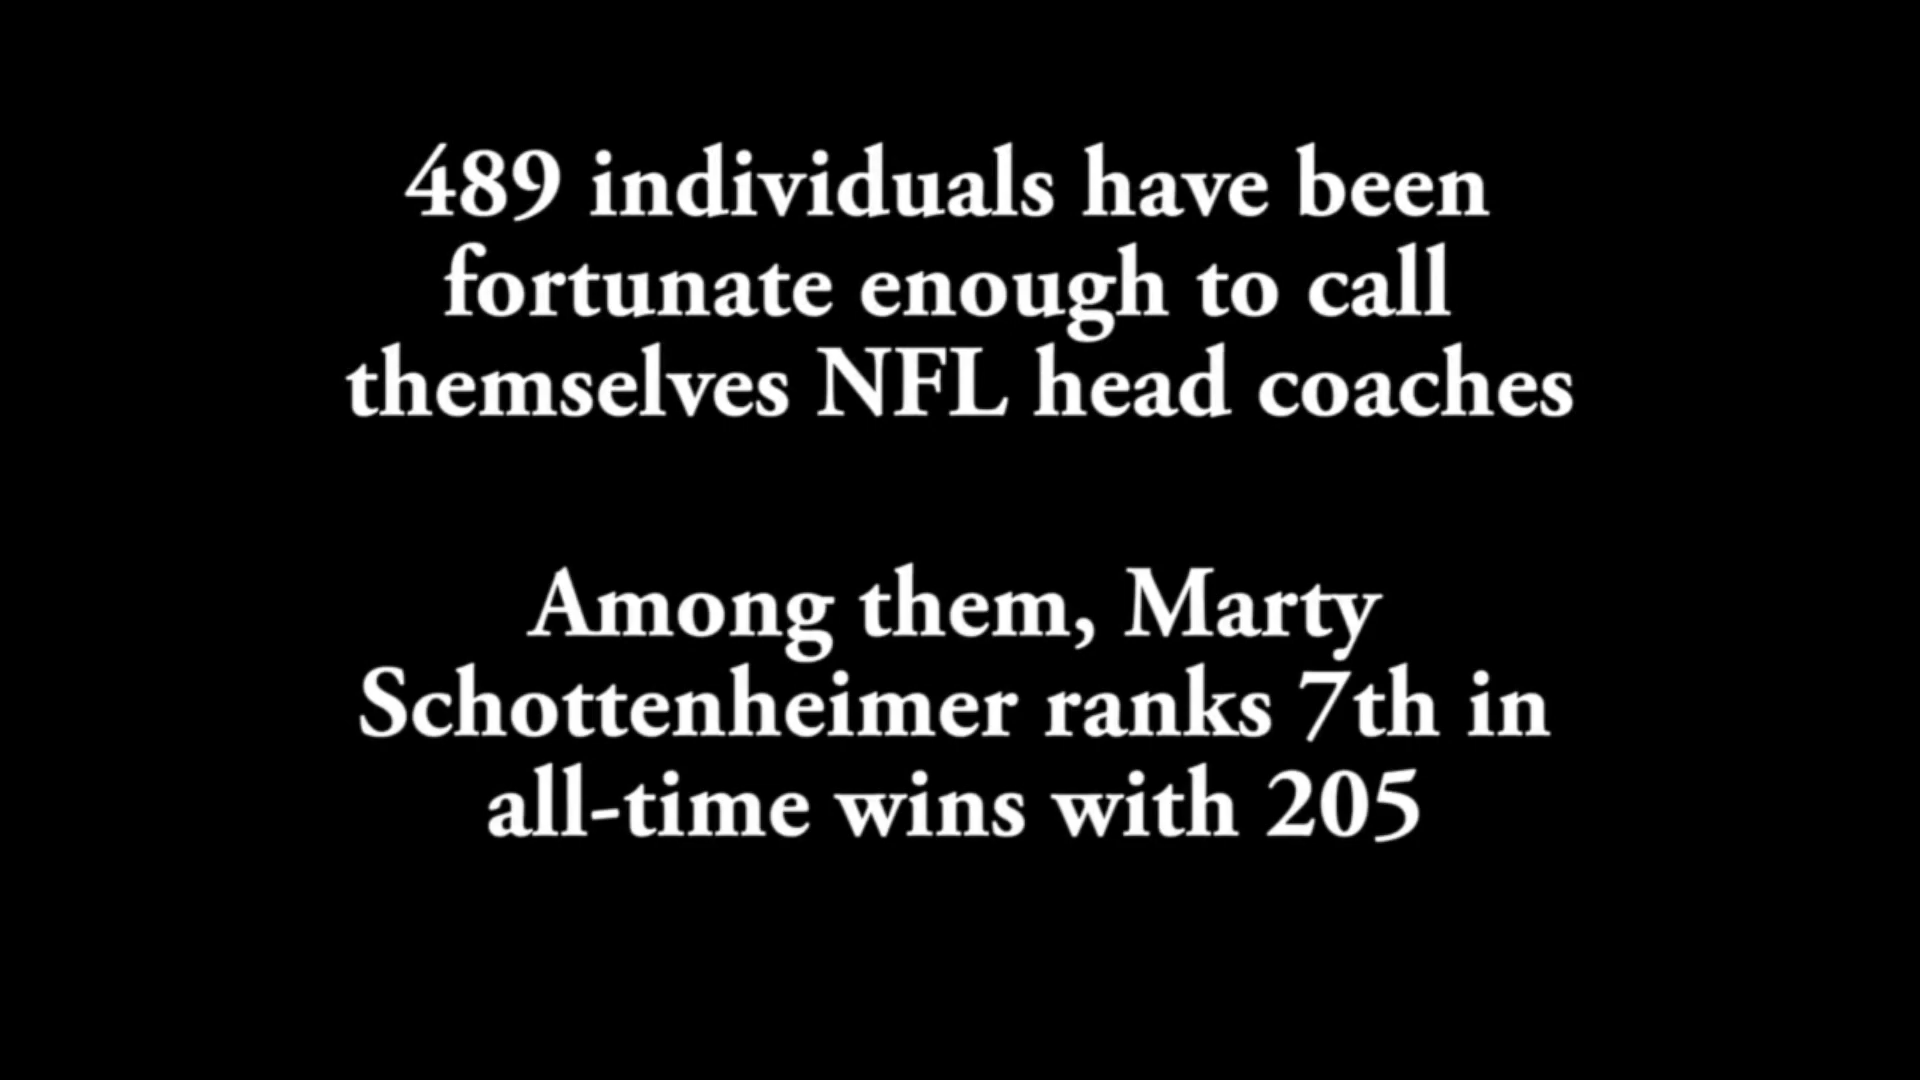 489 individuals have been
fortunate enough to call
themselves NFL head coaches
Among them, Marty
Schottenheimer ranks 7th in
all-time wins with 205